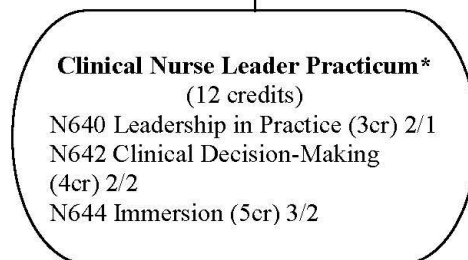 Clinical Nurse Leader Practicum*
(12 credits)
N640 Leadership in Practice (3cr) 2/1
N642 Clinical Decision-Making
(4cr) 2/2
N644 Immersion (5cr) 3/2